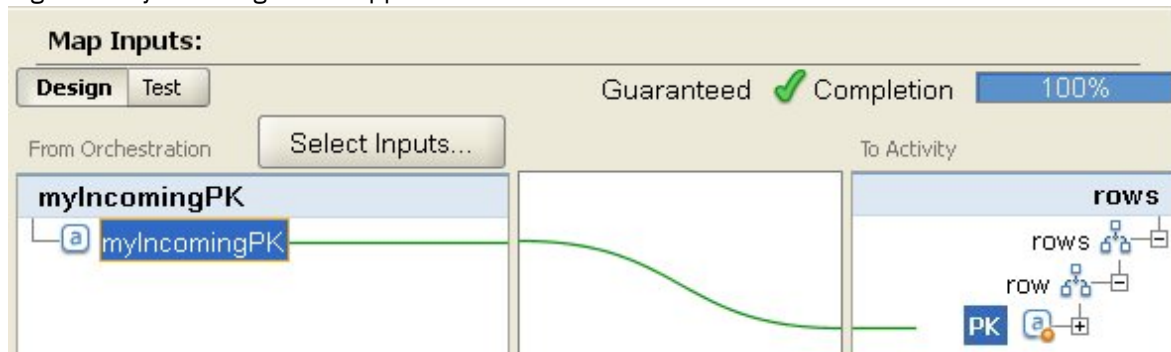 Map Inputs:
Design Test Guaranteed Completion 100%
From Orchestration Select Inputs... To Activity
myIncomingPK rows
a myIncomingPK rows
row
PK a